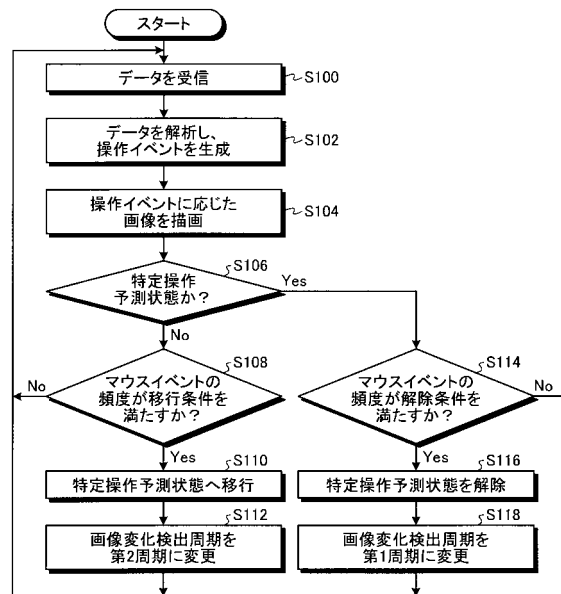 スタート
データを受信
S100
データを解析し、
操作イベントを生成
S102
操作イベントに応じた
画像を描画
S104
特定操作
予測状態か?
S106
Yes
No
マウスイベントの
頻度が移行条件を
満たすか?
S108
No
Yes
マウスイベントの
頻度が解除条件を
満たすか?
S114
No
Yes
特定操作予測状態へ移行
S110
特定操作予測状態を解除
S116
画像変化検出周期を
第2周期に変更
S112
画像変化検出周期を
第1周期に変更
S118